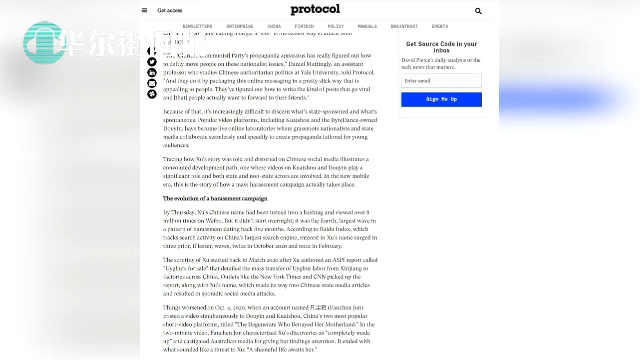 Get access
protocol
NEWSLETTERS ENTERPRISE CHINA FINTECH POLICY MANUALS BRAINTRUST EVENTS
华尔街
Communist] Party's propaganda apparatus has really figured out how
to deftly move people on these nationalist issues," Daniel Mattingly, an assistant
professor who studies Chinese authoritarian politics at Yale University, told Protocol.
"And they do it by packaging this online messaging in a pretty slick way that is
appealing to people. They've figured out how to write the kind of posts that go viral
and [that] people actually want to forward to their friends."
Because of that, it's increasingly difficult to discern what's state-sponsored and what's
spontaneous. Popular video platforms, including Kuaishou and the ByteDance-owned
Douyin, have become live online laboratories where grassroots nationalists and state
media collaborate seamlessly and speedily to create propaganda tailored for young
audiences.
Tracing how Xu's story was told and distorted on Chinese social media illustrates a
convoluted development path, one where videos on Kuaishou and Douyin play a
significant role and both state and non-state actors are involved. In the new mobile
era, this is the story of how a mass harassment campaign actually takes place.
The evolution of a harassment campaign
By Thursday, Xu's Chinese name had been turned into a hashtag and viewed over 8
million times on Weibo. But it didn't start overnight; it was the fourth, largest wave in
a pattern of harassment dating back five months. According to Baidu Index, which
tracks search activity on China's largest search engine, interest in Xu's name surged in
three prior, if lesser, waves, twice in October 2020 and once in February.
The scrutiny of Xu started back in March 2020 after Xu authored an ASPI report called
"Uyghurs for sale" that detailed the mass transfer of Uyghur labor from Xinjiang to
factories across China. Outlets like the New York Times and CNN picked up the
report, along with Xu's name, which made its way into Chinese state media articles
and resulted in sporadic social media attacks.
Things worsened on Oct. 4, 2020, when an account named 凡尘君 (Fanchen Jun)
posted a video simultaneously to Douyin and Kuaishou, China's two most popular
short-video platforms, titled "The Degenerate Who Betrayed Her Motherland." In the
two-minute video, Fanchen Jun characterized Xu's discoveries as "completely made
up" and castigated Australian media for giving her findings attention. It ended with
what sounded like a threat to Xu: "A shameful life awaits her."
Get Source Code in your
inbox
David Pierce's daily analysis of the
tech news that matters.
Enter email
Sign Me Up